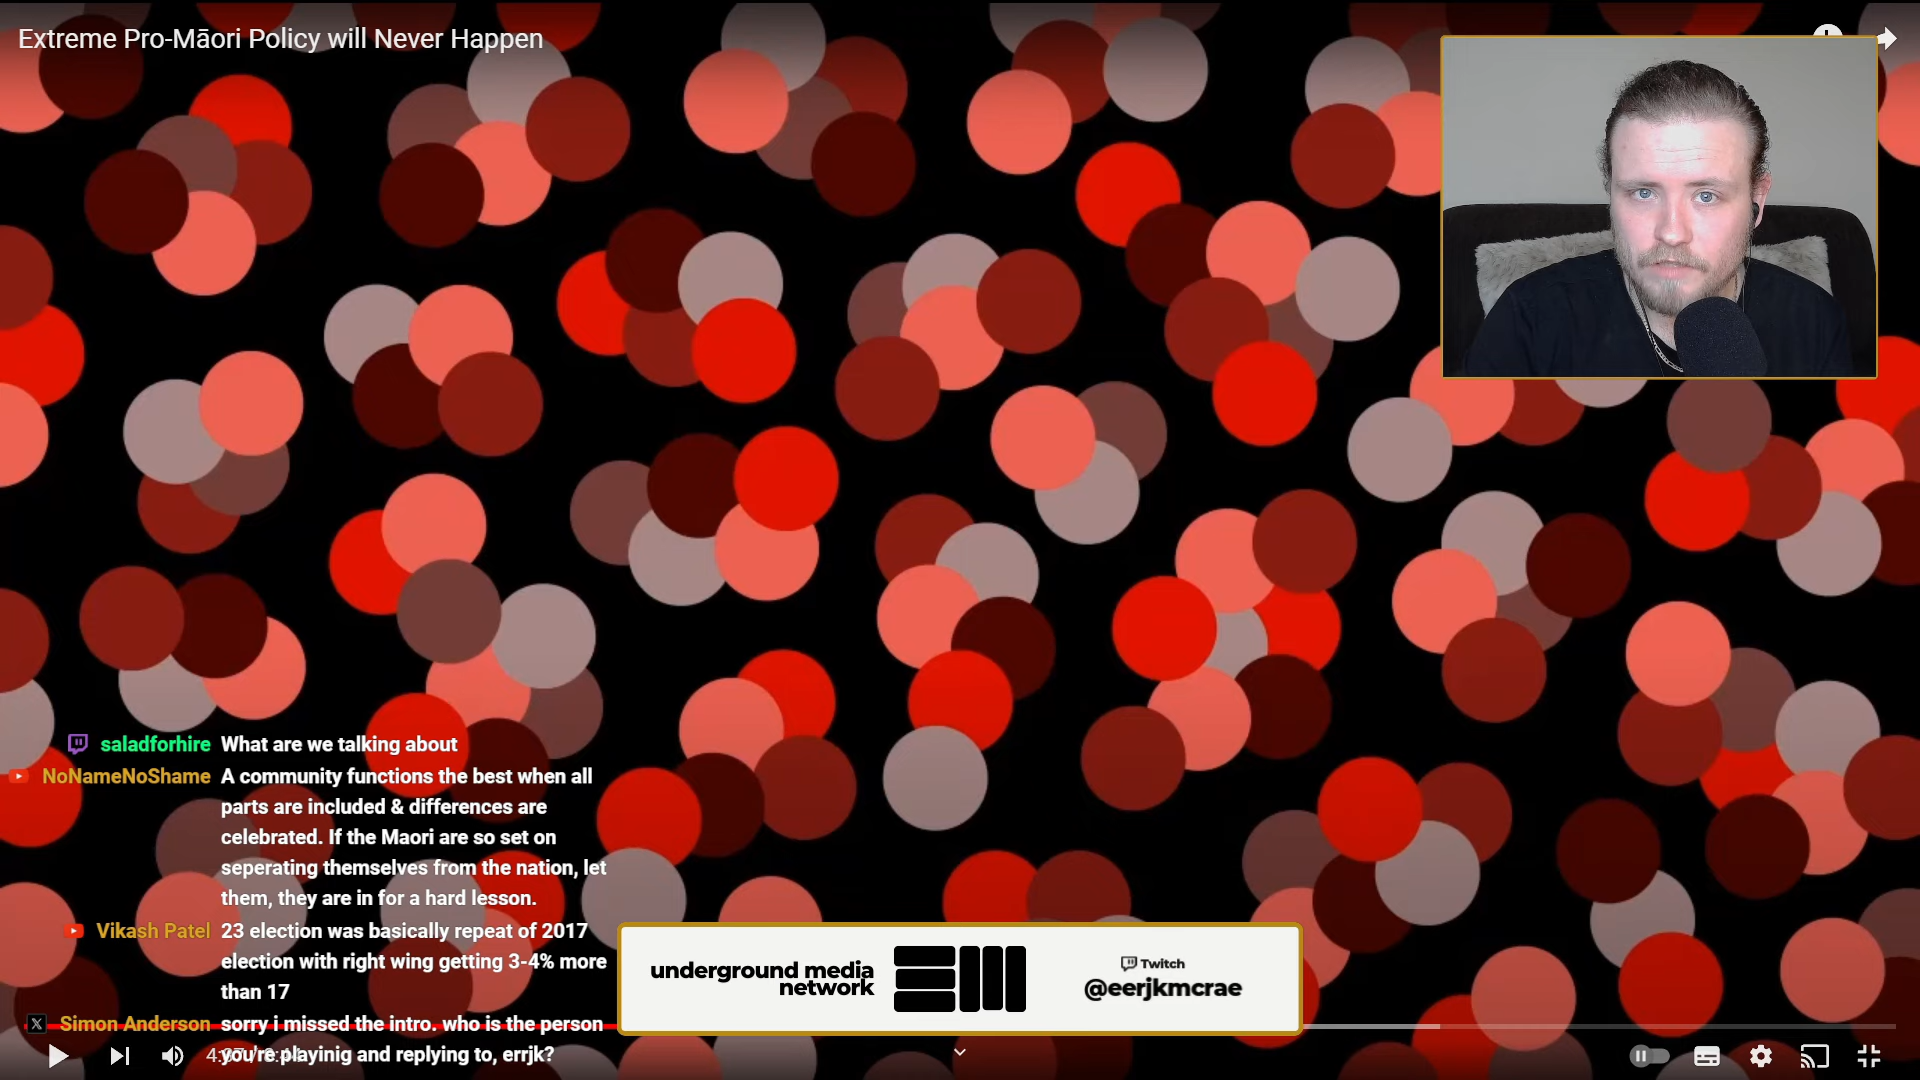 Extreme Pro-Māori Policy will Never Happen
saladforhire What are we talking about
NoNameNoShame A community functions the best when all
parts are included & differences are
celebrated. If the Maori are so set on
seperating themselves from the nation, let
them, they are in for a hard lesson.
Vikash Patel 23 election was basically repeat of 2017
election with right wing getting 3-4% more
than 17
Simon Anderson sorry i missed the intro. who is the person
you're playinig and replying to, errjk?
underground media
network
Twitch
@eerjkmcrae